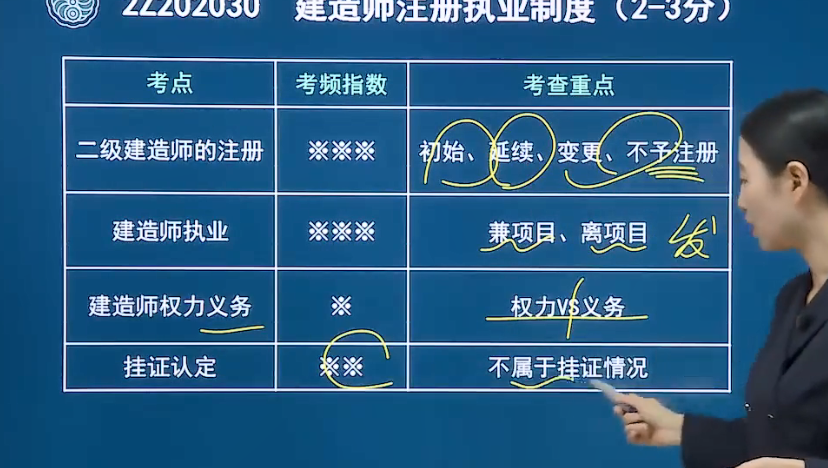 2Z202030 建造师注册执业制度（2-3分）
考点 考频指数 考查重点
二级建造师的注册 ※※※ 初始、延续、变更、不予注册
建造师执业 ※※※ 兼项目、离项目 发
建造师权力义务 ※ 权力VS义务
挂证认定 ※※ 不属于挂证情况